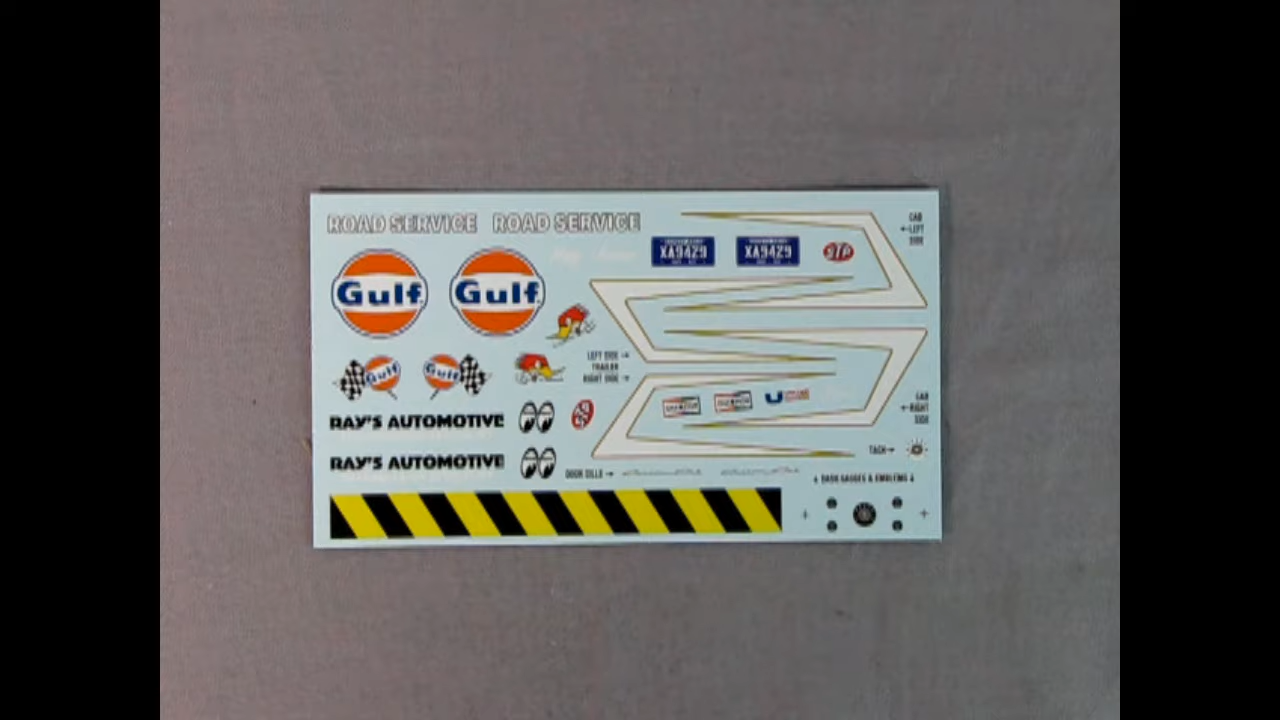 ROAD SERVICE ROAD SERVICE
CAB
←LEFT
SIDE
XA9429 XA9429 STP
Gulf Gulf
LEFT SIDE →
TRAILER
RIGHT SIDE →
Gulf Gulf
CAB
←RIGHT
SIDE
RAY'S AUTOMOTIVE
TACH→
RAY'S AUTOMOTIVE
DOOR SILLS →
↓ DASH GAUGES & EMBLEMS ↓